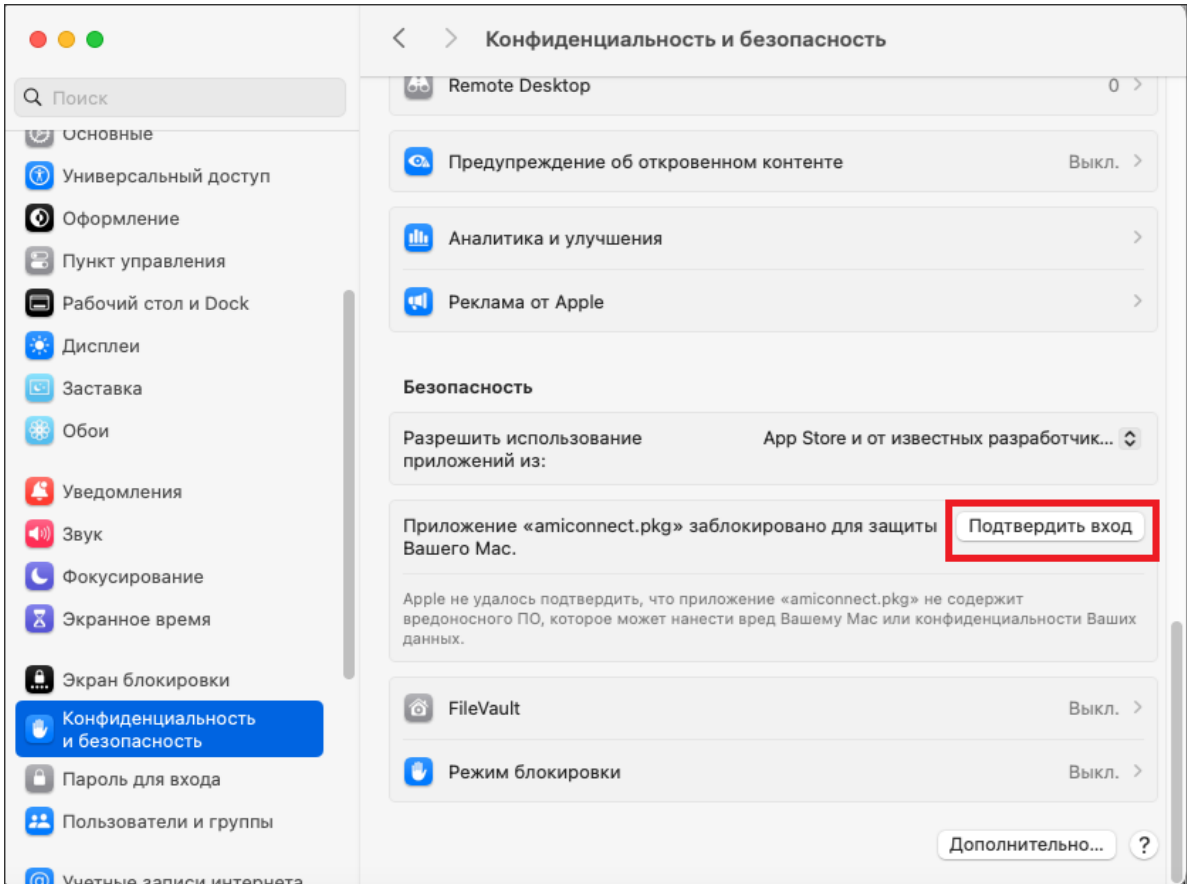 Конфиденциальность и безопасность
Поиск
Основные
Универсальный доступ
Оформление
Пункт управления
Рабочий стол и Dock
Дисплеи
Заставка
Обои
Уведомления
Звук
Фокусирование
Экранное время
Экран блокировки
Конфиденциальность
и безопасность
Пароль для входа
Пользователи и группы
Учетные записи интернета
Remote Desktop 0
Предупреждение об откровенном контенте Выкл.
Аналитика и улучшения
Реклама от Apple
Безопасность
Разрешить использование
приложений из:
App Store и от известных разработчик...
Приложение «amiconnect.pkg» заблокировано для защиты
Вашего Mac.
Подтвердить вход
Apple не удалось подтвердить, что приложение «amiconnect.pkg» не содержит
вредоносного ПО, которое может нанести вред Вашему Mac или конфиденциальности Ваших
данных.
FileVault Выкл.
Режим блокировки Выкл.
Дополнительно... ?